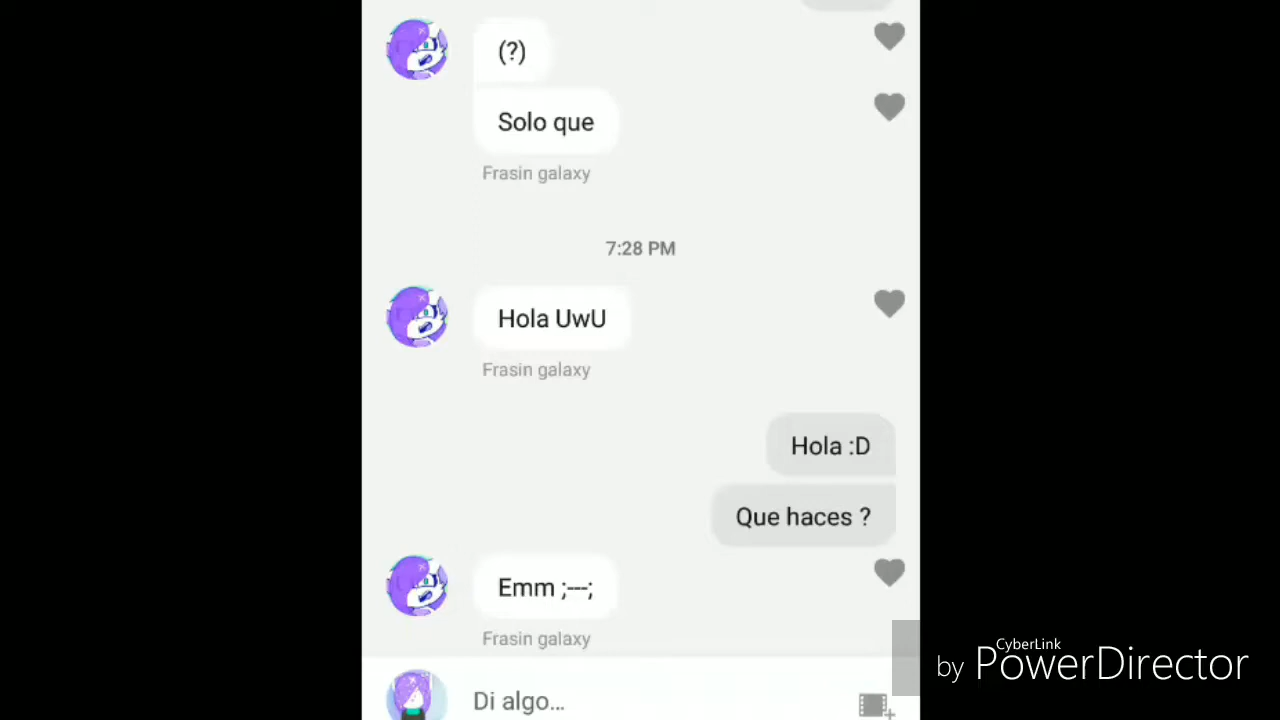 (?)
Solo que
Frasin galaxy
7:28 PM
Hola UwU
Frasin galaxy
Hola :D
Que haces ?
Emm ;---;
Frasin galaxy
Di algo...
CyberLink
by PowerDirector